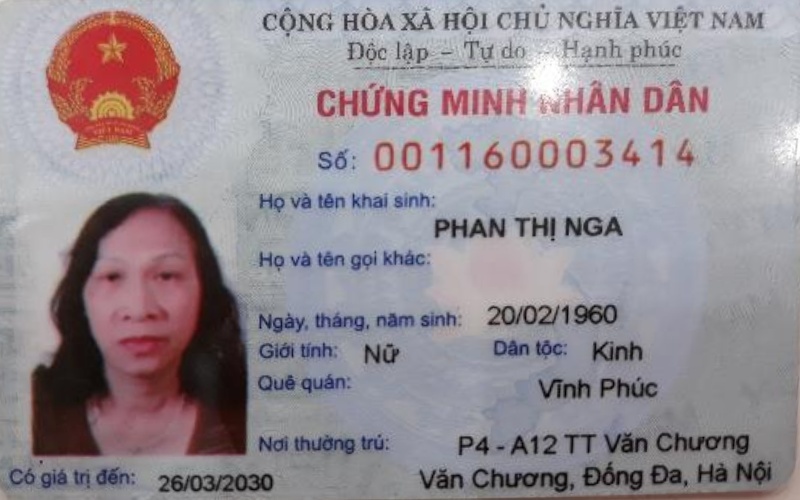 CỘNG HÒA XÃ HỘI CHỦ NGHĨA VIỆT NAM
Độc lập - Tự do - Hạnh phúc
CHỨNG MINH NHÂN DÂN
Số: 001160003414
Họ và tên khai sinh:
PHAN THỊ NGA
Họ và tên gọi khác:
Ngày, tháng, năm sinh: 20/02/1960
Giới tính: Nữ Dân tộc: Kinh
Quê quán: Vĩnh Phúc
Nơi thường trú: P4 - A12 TT Văn Chương
Văn Chương, Đống Đa, Hà Nội
Có giá trị đến: 26/03/2030
VIỆT NAM